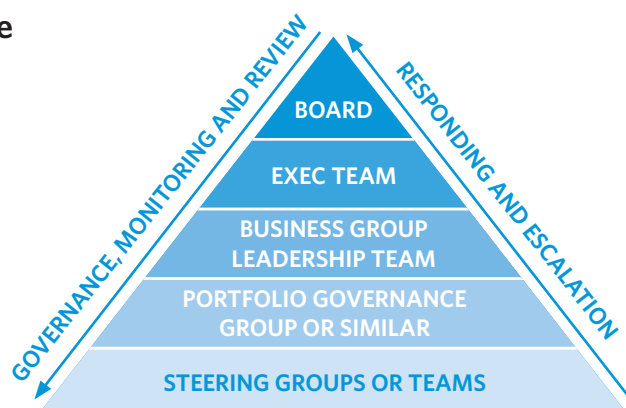 e
GOVERNANCE, MONITORING AND REVIEW
RESPONDING AND ESCALATION
BOARD
EXEC TEAM
BUSINESS GROUP
LEADERSHIP TEAM
PORTFOLIO GOVERNANCE
GROUP OR SIMILAR
STEERING GROUPS OR TEAMS